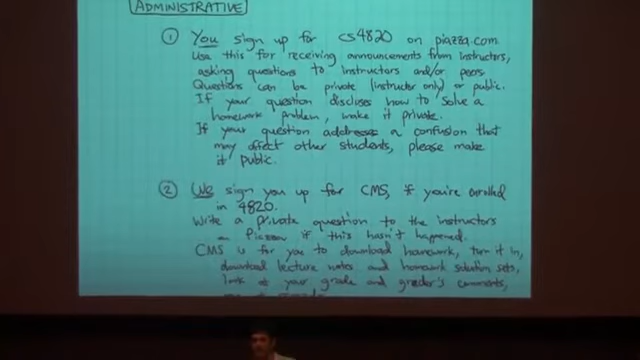 ADMINISTRATIVE
① You sign up for CS4820 on piazza.com
Use this for receiving announcements from instructors,
asking questions to instructors and/or peers.
Questions can be private (instructor only) or public.
If your question discloses how to solve a
homework problem, make it private.
If your question addresses a confusion that
may affect other students, please make
it public.
② We sign you up for CMS, if you're enrolled
in 4820.
Write a private question to the instructors
on Piazza if this hasn't happened.
CMS is for you to download homework, turn it in,
download lecture notes and homework solution sets,
look at your grade and grader's comments,